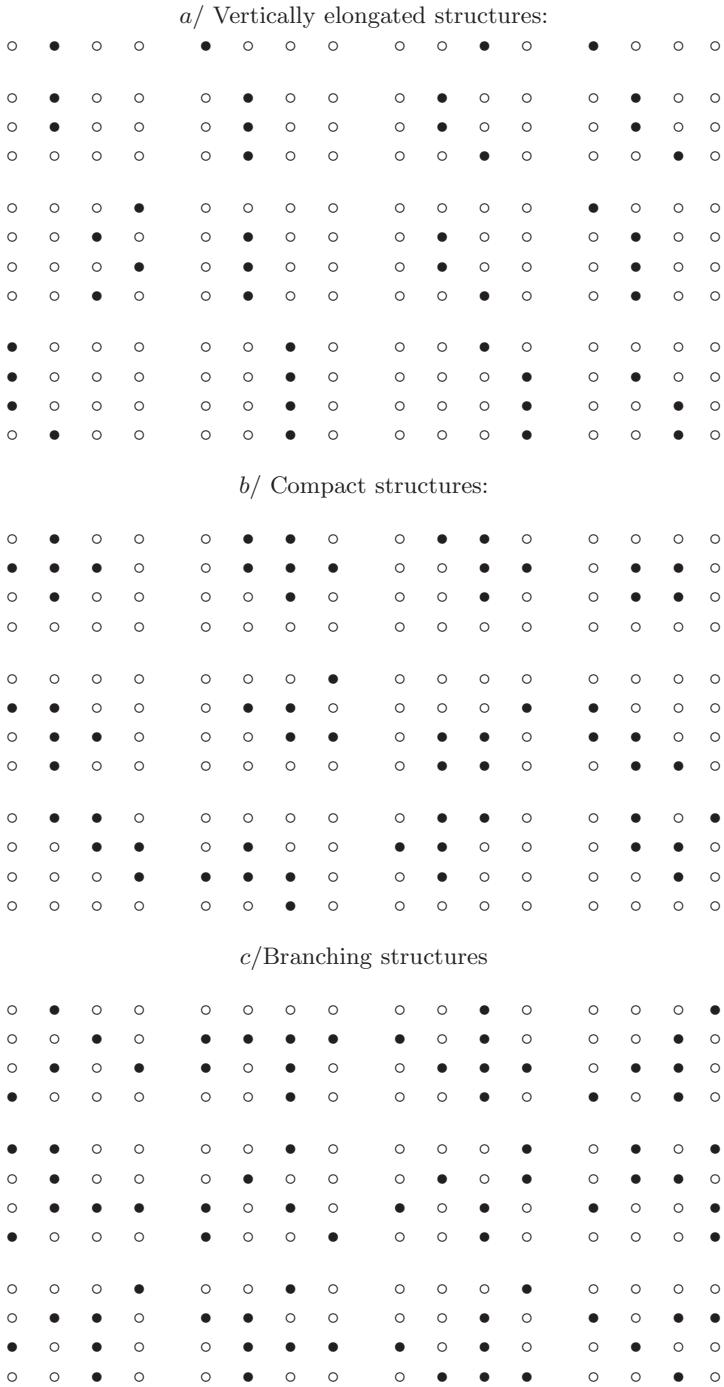 a/ Vertically elongated structures:
b/ Compact structures:
c/Branching structures